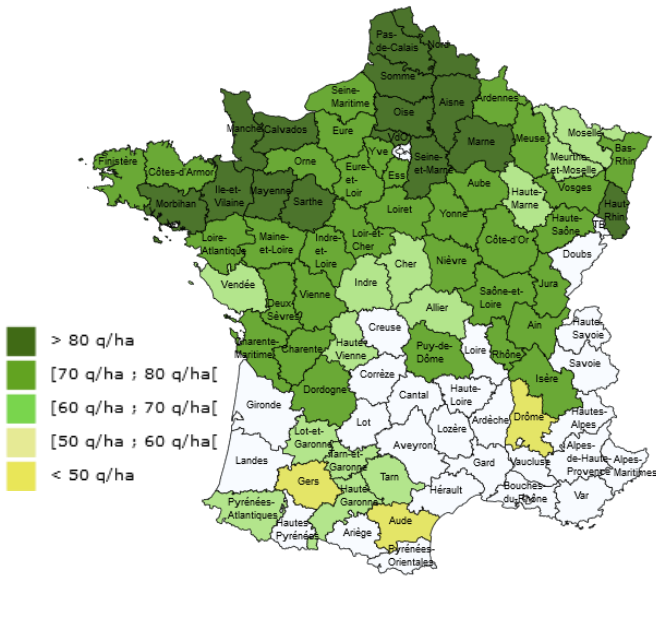 Pas-
de-Calais
Nord
Somme
Seine-
Maritime
Oise
Aisne
Ardennes
Manche
Calvados
Eure
VdO
Marne
Meuse
Moselle
Meurthe-
et-Moselle
Bas-
Rhin
Finistère
Côtes-d'Armor
Orne
Eure-
et-
Loir
Yve
Ess
Seine-
et-Marne
Aube
Haute-
Marne
Vosges
Haut-
Rhin
Morbihan
Ile-et-
Vilaine
Mayenne
Sarthe
Loiret
Yonne
Haute-
Saône
TB
Loire-
Atlantique
Maine-
et-Loire
Indre-
et-
Loire
Loir-et-
Cher
Cher
Nièvre
Côte-d'Or
Doubs
Vendée
Deux-
Sèvres
Vienne
Indre
Allier
Saône-et-
Loire
Jura
> 80 q/ha
[70 q/ha ; 80 q/ha[
[60 q/ha ; 70 q/ha[
[50 q/ha ; 60 q/ha[
< 50 q/ha
Charente-
Maritime
Charente
Haute-
Vienne
Creuse
Puy-de-
Dôme
Loire
Rhône
Ain
Haute-
Savoie
Savoie
Isère
Dordogne
Corrèze
Cantal
Haute-
Loire
Gironde
Lot
Lozère
Ardèche
Drôme
Hautes-
Alpes
Landes
Lot-et-
Garonne
Tarn-et-
Garonne
Aveyron
Gard
Vaucluse
Alpes-
de-Haute-
Provence
Alpes-
Maritimes
Gers
Tarn
Hérault
Bouches-
du-Rhône
Var
Pyrénées-
Atlantiques
Hautes-
Pyrénées
Haute-
Garonne
Ariège
Aude
Pyrénées-
Orientales